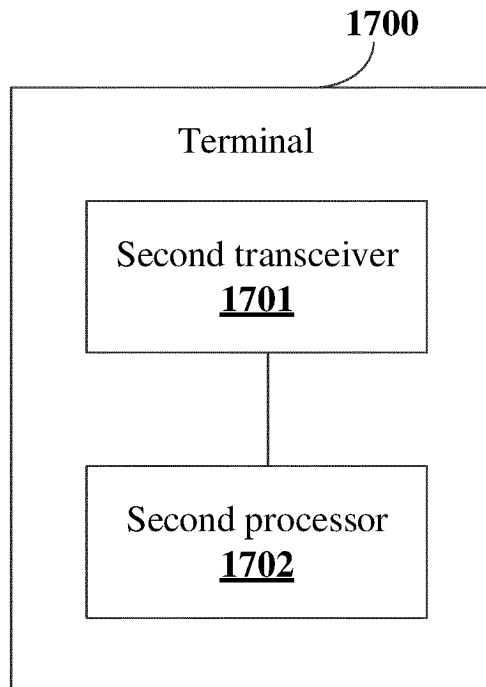 1700
Terminal
Second transceiver
1701
Second processor
1702